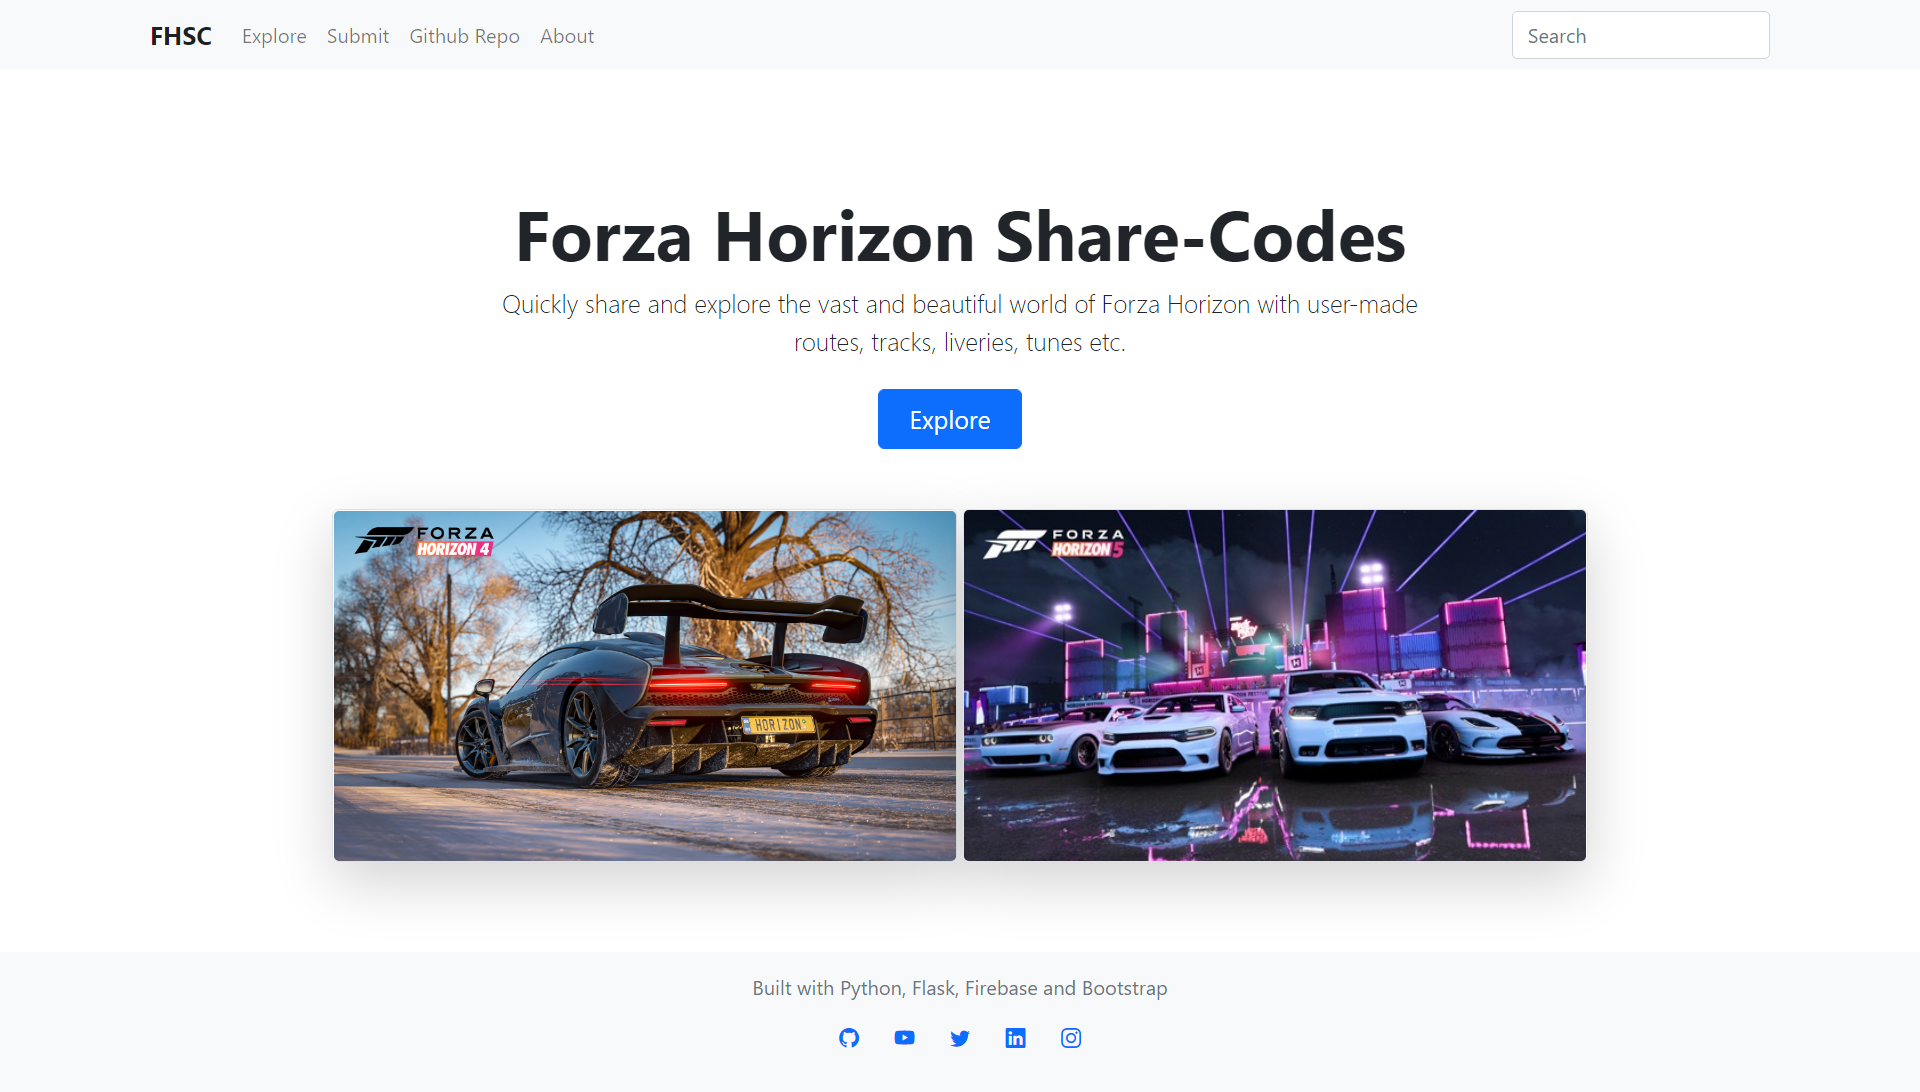 FHSC Explore Submit Github Repo About Search
Forza Horizon Share-Codes
Quickly share and explore the vast and beautiful world of Forza Horizon with user-made
routes, tracks, liveries, tunes etc.
Explore
FORZA
HORIZON 4
HORIZON
FORZA
HORIZON 5
Built with Python, Flask, Firebase and Bootstrap